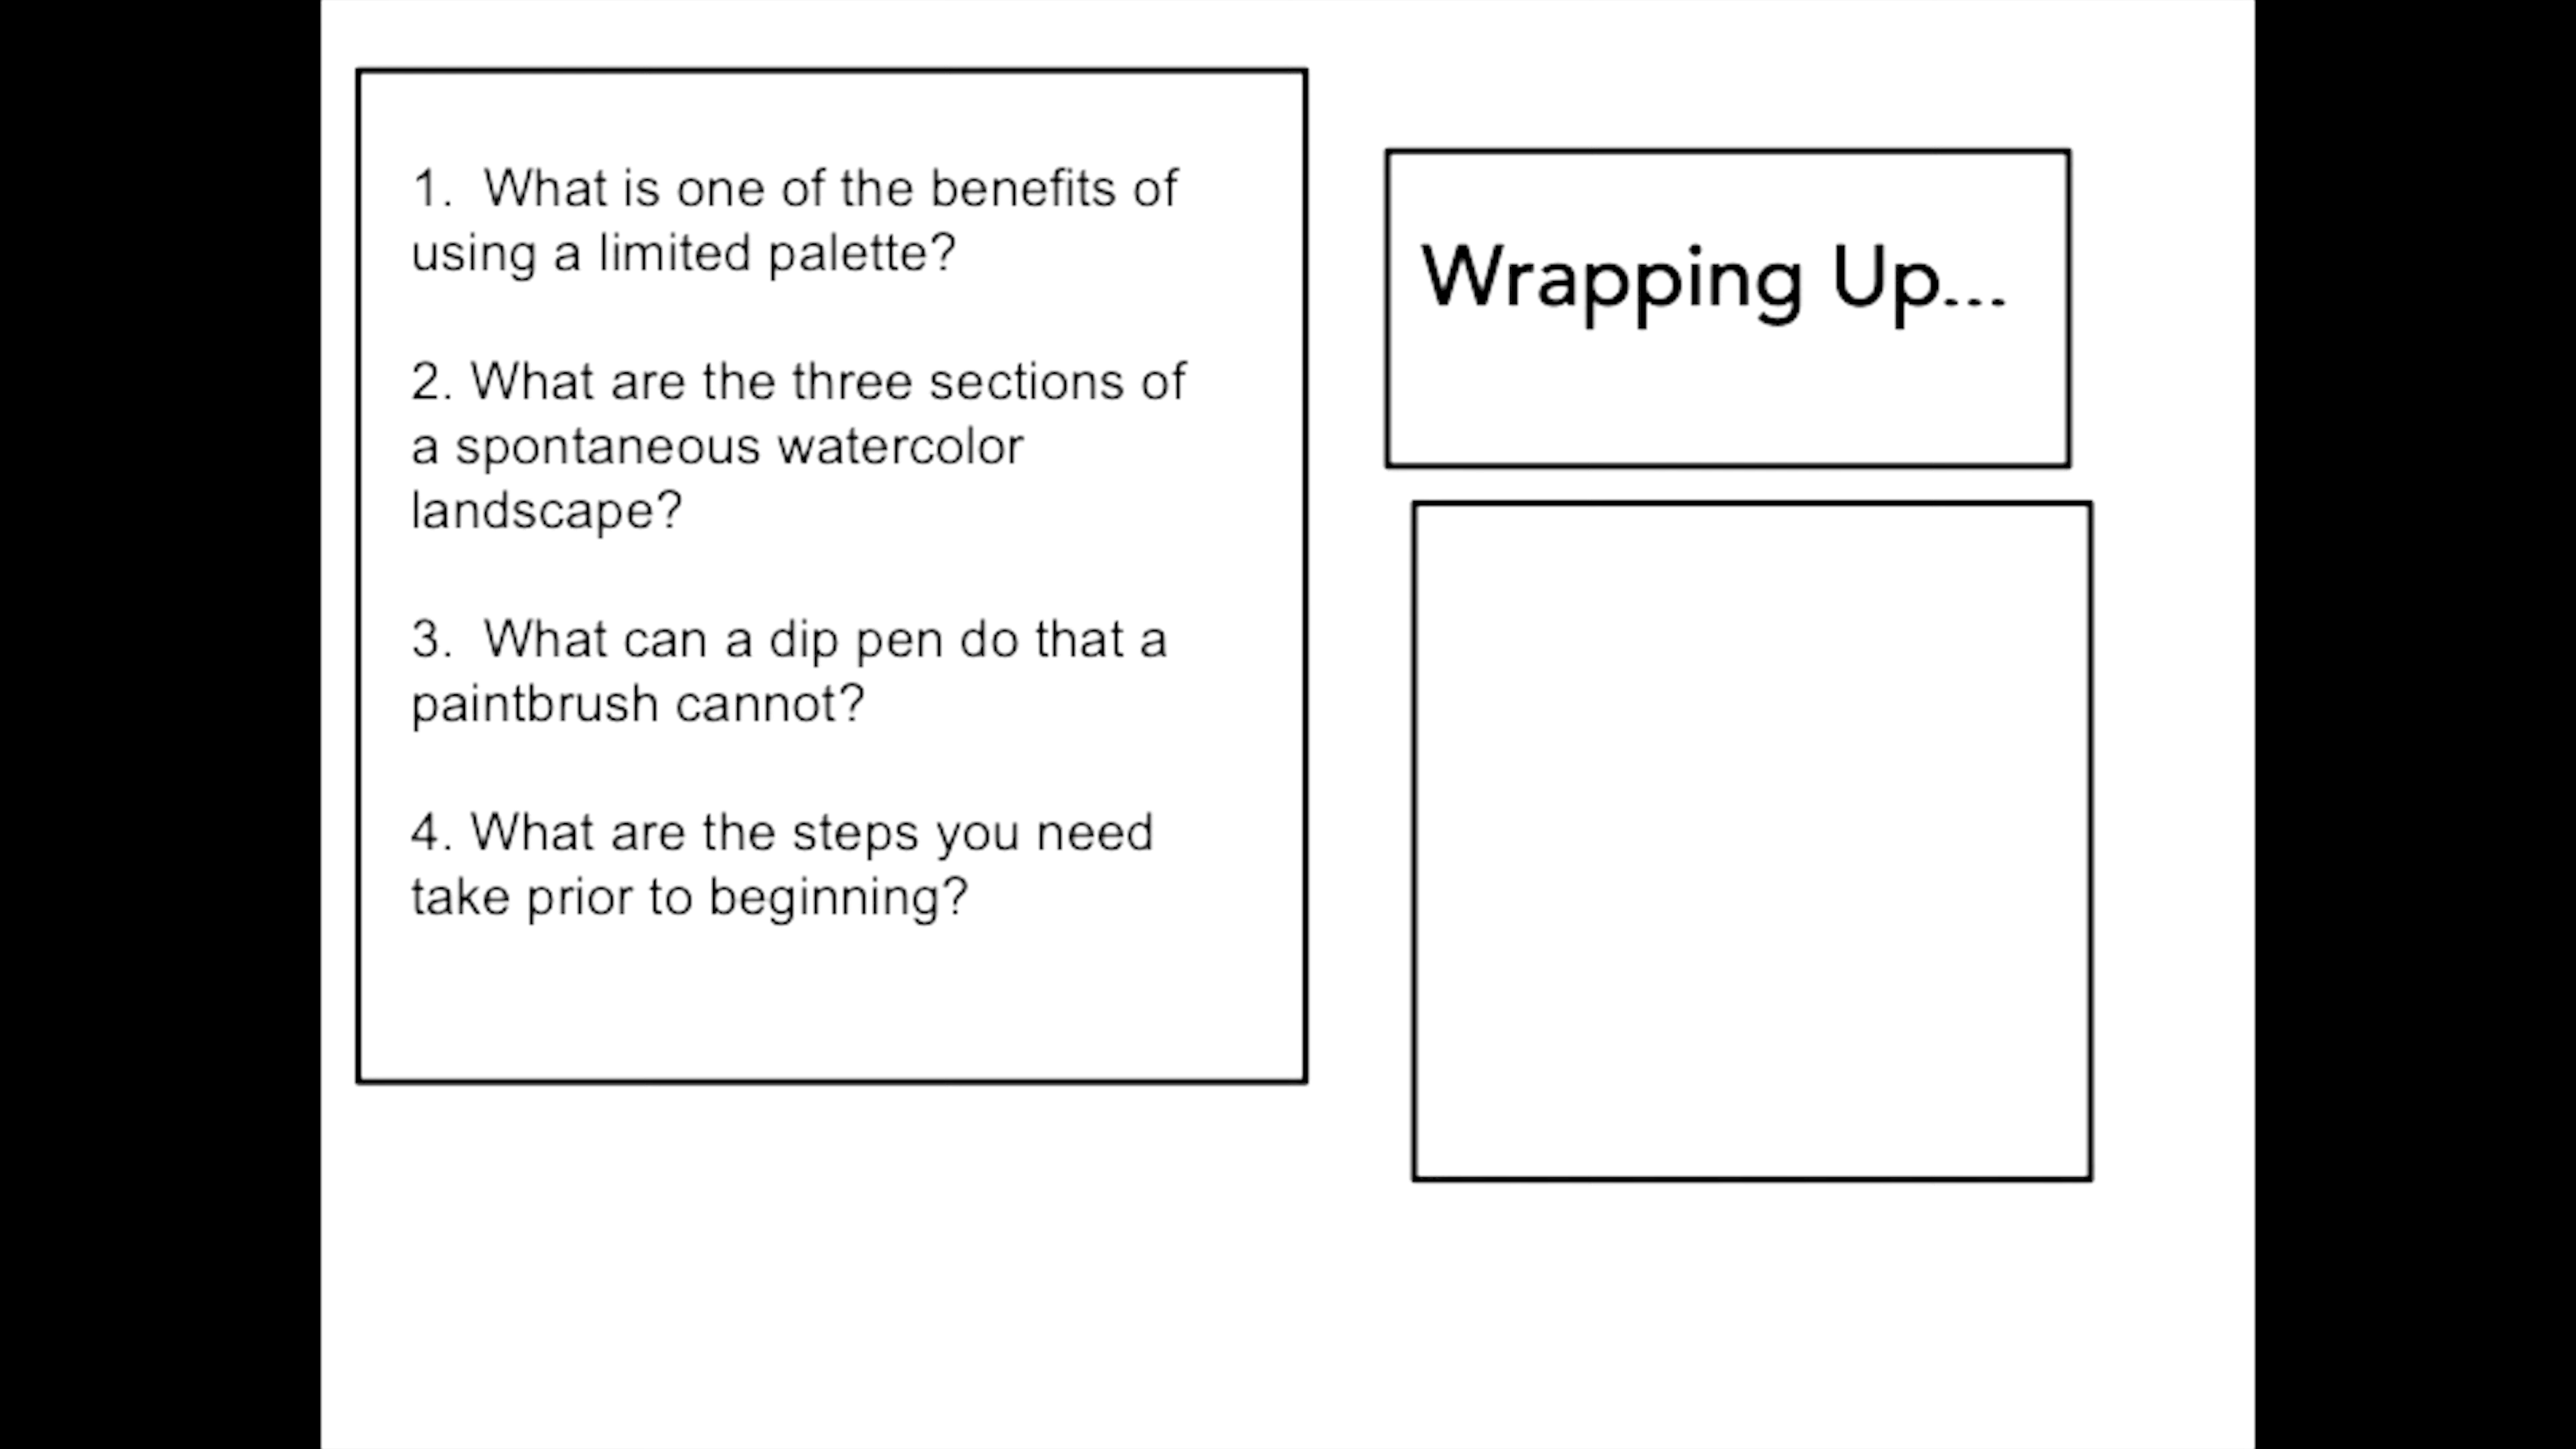 1. What is one of the benefits of
using a limited palette?
2. What are the three sections of
a spontaneous watercolor
landscape?
3. What can a dip pen do that a
paintbrush cannot?
4. What are the steps you need
take prior to beginning?
Wrapping Up...